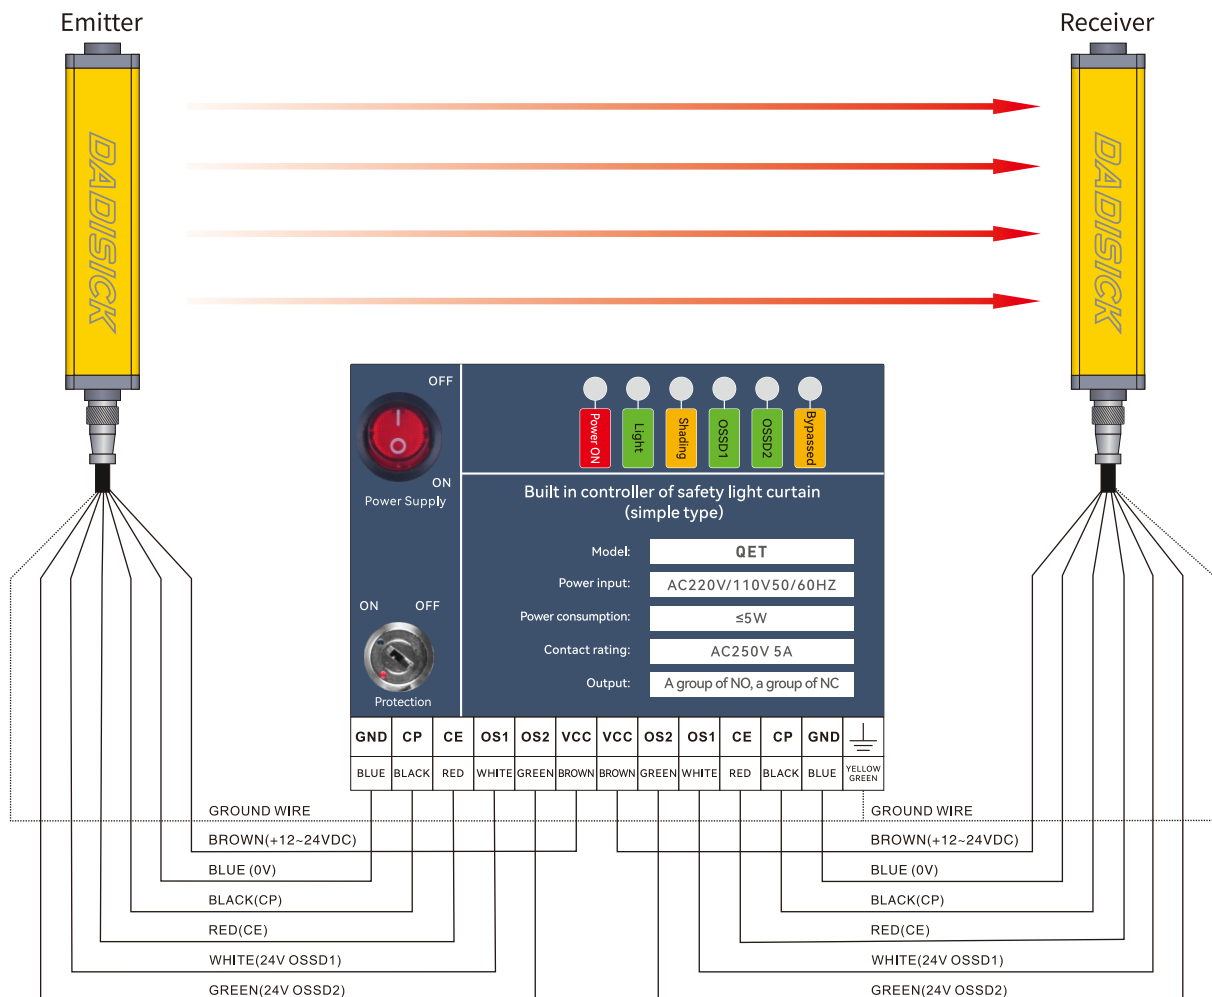 Emitter
Receiver
DADISICK
DADISICK
OFF
ON
Power Supply
Power ON
Light
Shading
OSSD1
OSSD2
Bypassed
Built in controller of safety light curtain
(simple type)
Model:
QET
Power input:
AC220V/110V50/60HZ
Power consumption:
≤5W
Contact rating:
AC250V 5A
Output:
A group of NO, a group of NC
ON
OFF
Protection
GND CP CE OS1 OS2 VCC VCC OS2 OS1 CE CP GND
BLUE BLACK RED WHITE GREEN BROWN BROWN GREEN WHITE RED BLACK BLUE YELLOW
GREEN
GROUND WIRE
BROWN(+12~24VDC)
BLUE (0V)
BLACK(CP)
RED(CE)
WHITE(24V OSSD1)
GREEN(24V OSSD2)
GROUND WIRE
BROWN(+12~24VDC)
BLUE (0V)
BLACK(CP)
RED(CE)
WHITE(24V OSSD1)
GREEN(24V OSSD2)